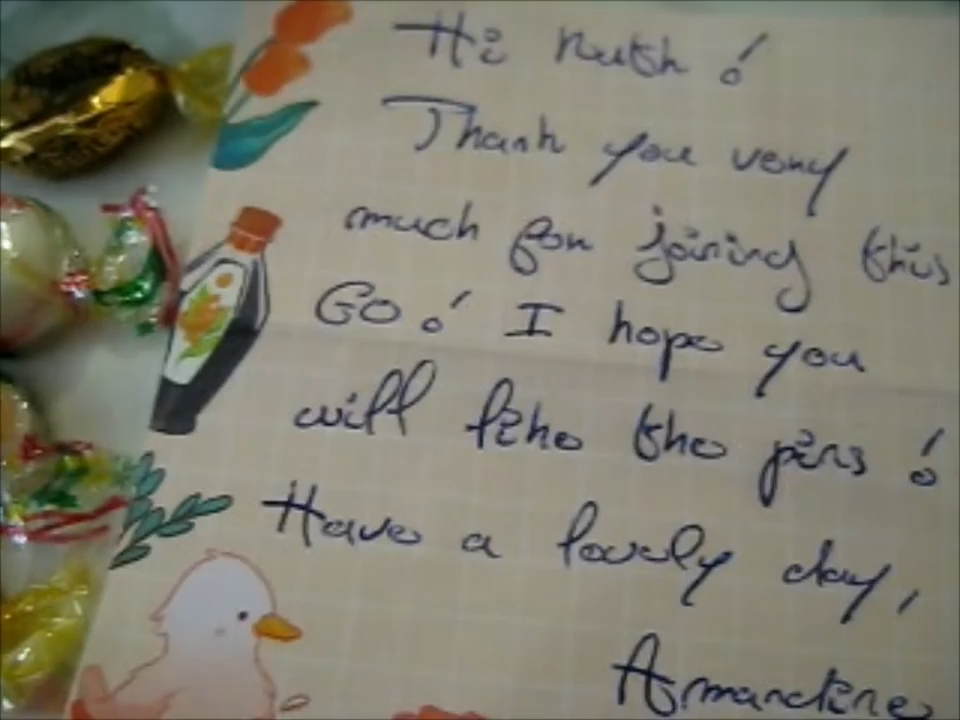 Hi Ruth!
Thank you very
much for joining this
GO! I hope you
will like the pins!
Have a lovely day,
Amandine